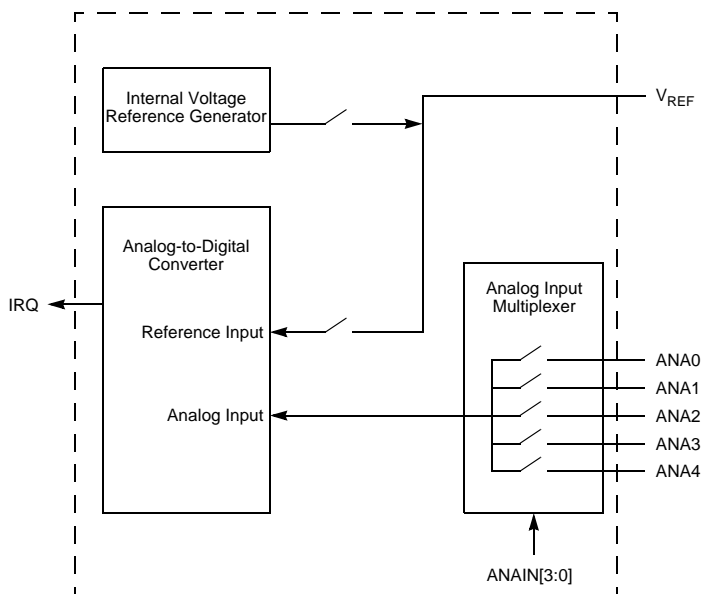 Internal Voltage
Reference Generator
VREF
Analog-to-Digital
Converter
Analog Input
Multiplexer
IRQ
Reference Input
ANA0
ANA1
Analog Input
ANA2
ANA3
ANA4
ANAIN[3:0]